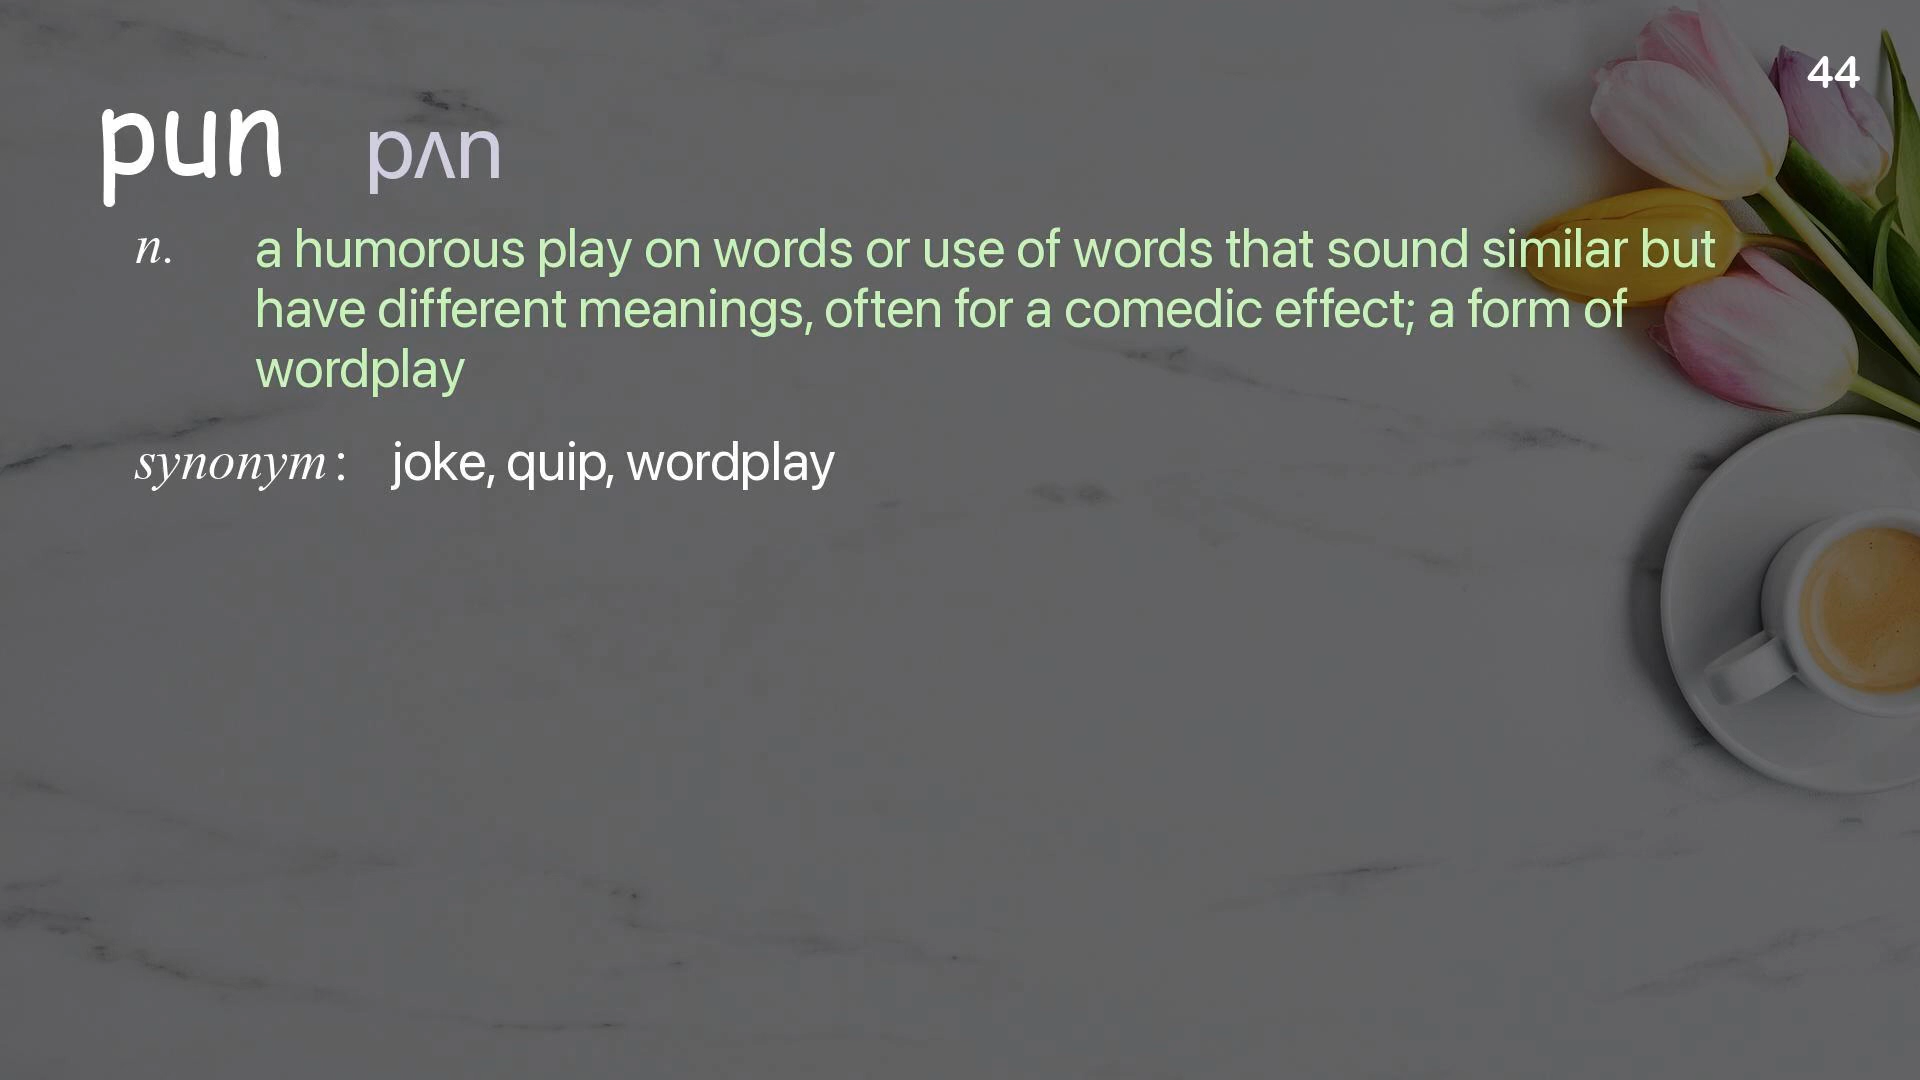 44
pun pʌn
n. a humorous play on words or use of words that sound similar but
have different meanings, often for a comedic effect; a form of
wordplay
synonym: joke, quip, wordplay